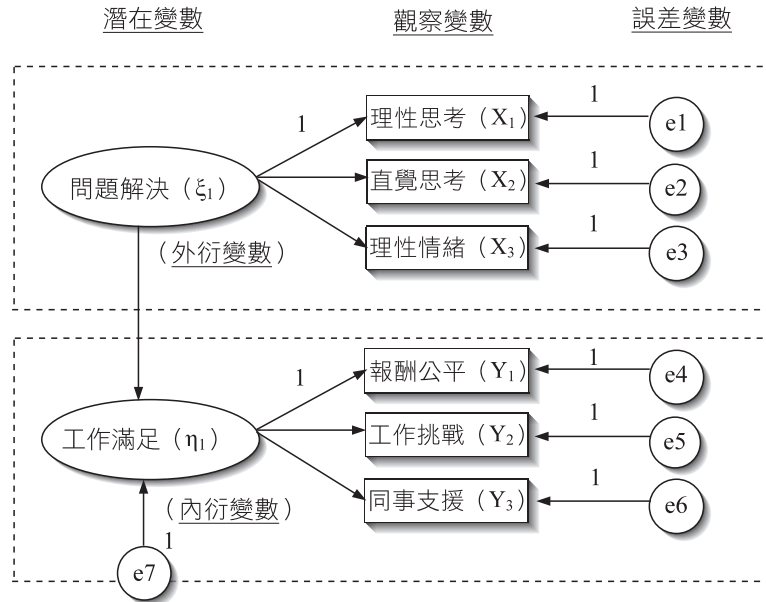 潛在變數 觀察變數 誤差變數
1 理性思考（X1） 1 e1
問題解決（ξ1） 直覺思考（X2） 1 e2
（外衍變數） 理性情緒（X3） 1 e3
1 報酬公平（Y1） 1 e4
工作滿足（η1） 工作挑戰（Y2） 1 e5
（內衍變數） 同事支援（Y3） 1 e6
1
e7